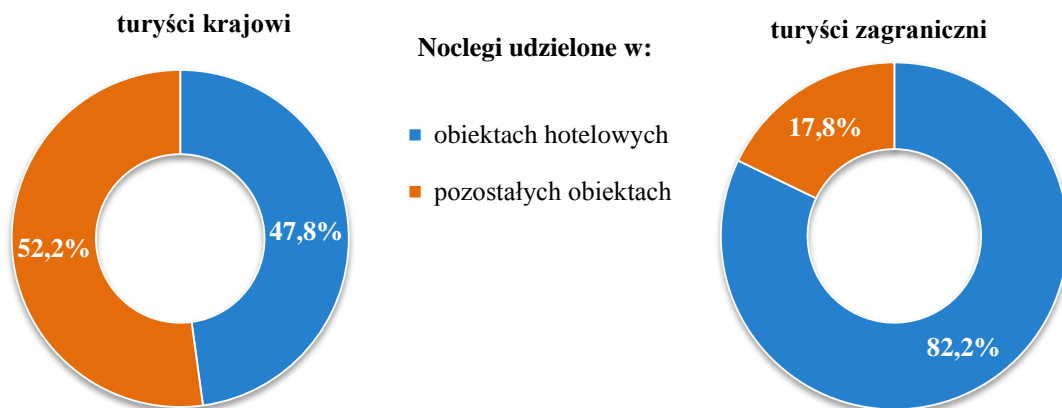 turyści krajowi
52,2%
47,8%
Noclegi udzielone w:
obiektach hotelowych
pozostałych obiektach
turyści zagraniczni
17,8%
82,2%